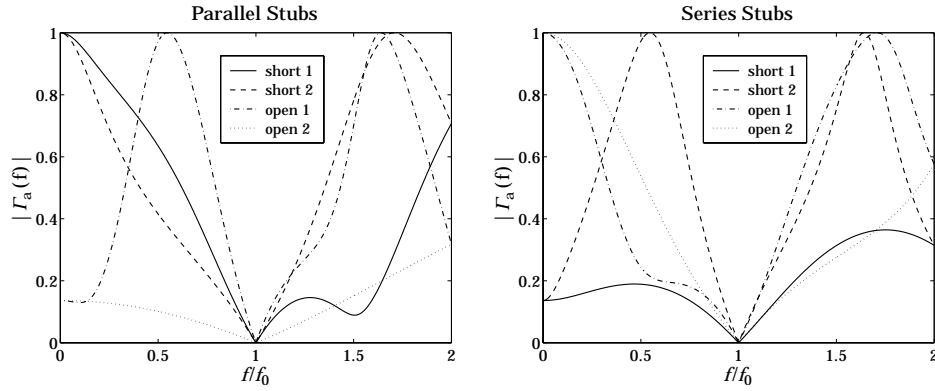 Parallel Stubs
1
0.8
0.6
0.4
0.2
0
| Γa (f) |
short 1
short 2
open 1
open 2
0
0.5
1
1.5
2
f/f0
Series Stubs
1
0.8
0.6
0.4
0.2
0
| Γa (f) |
short 1
short 2
open 1
open 2
0
0.5
1
1.5
2
f/f0